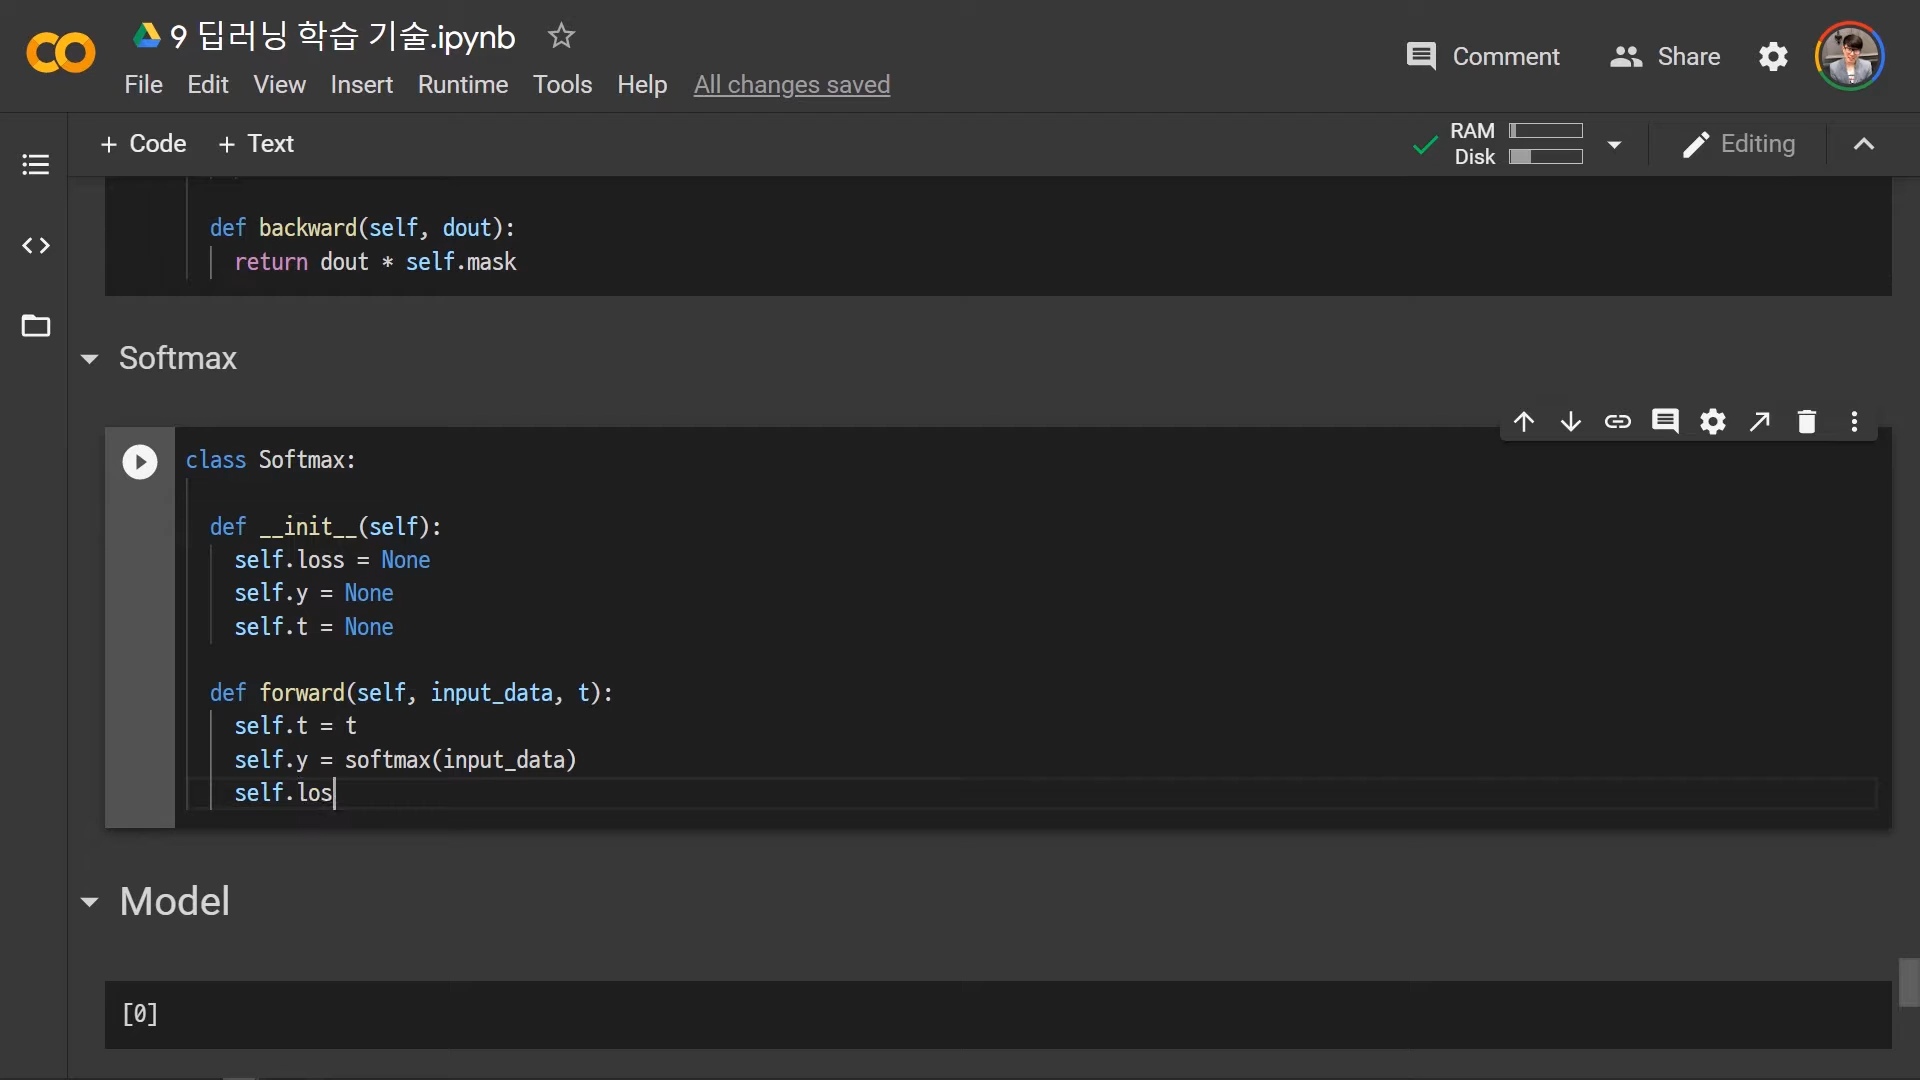 9 딥러닝 학습 기술.ipynb
Comment
Share
File Edit View Insert Runtime Tools Help All changes saved
+ Code + Text
RAM
Disk
Editing
def backward(self, dout):
return dout * self.mask
Softmax
class Softmax:
def __init__(self):
self.loss = None
self.y = None
self.t = None
def forward(self, input_data, t):
self.t = t
self.y = softmax(input_data)
self.los
Model
[0]